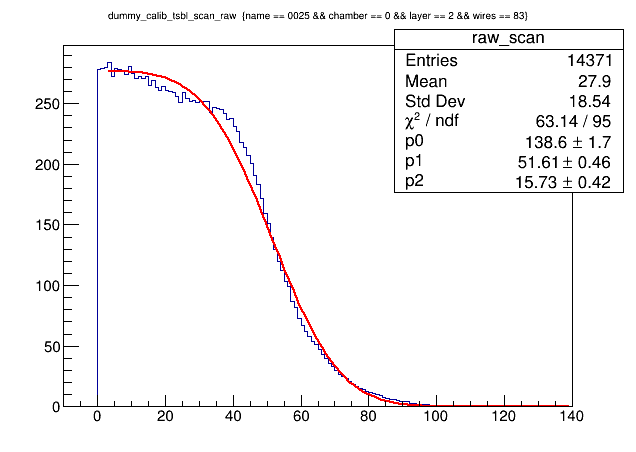 dummy_calib_tsbl_scan_raw {name == 0025 && chamber == 0 && layer == 2 && wires == 83}
raw_scan
Entries 14371
Mean 27.9
Std Dev 18.54
χ² / ndf 63.14 / 95
p0 138.6 ± 1.7
p1 51.61 ± 0.46
p2 15.73 ± 0.42
250
200
150
100
50
0
0 20 40 60 80 100 120 140